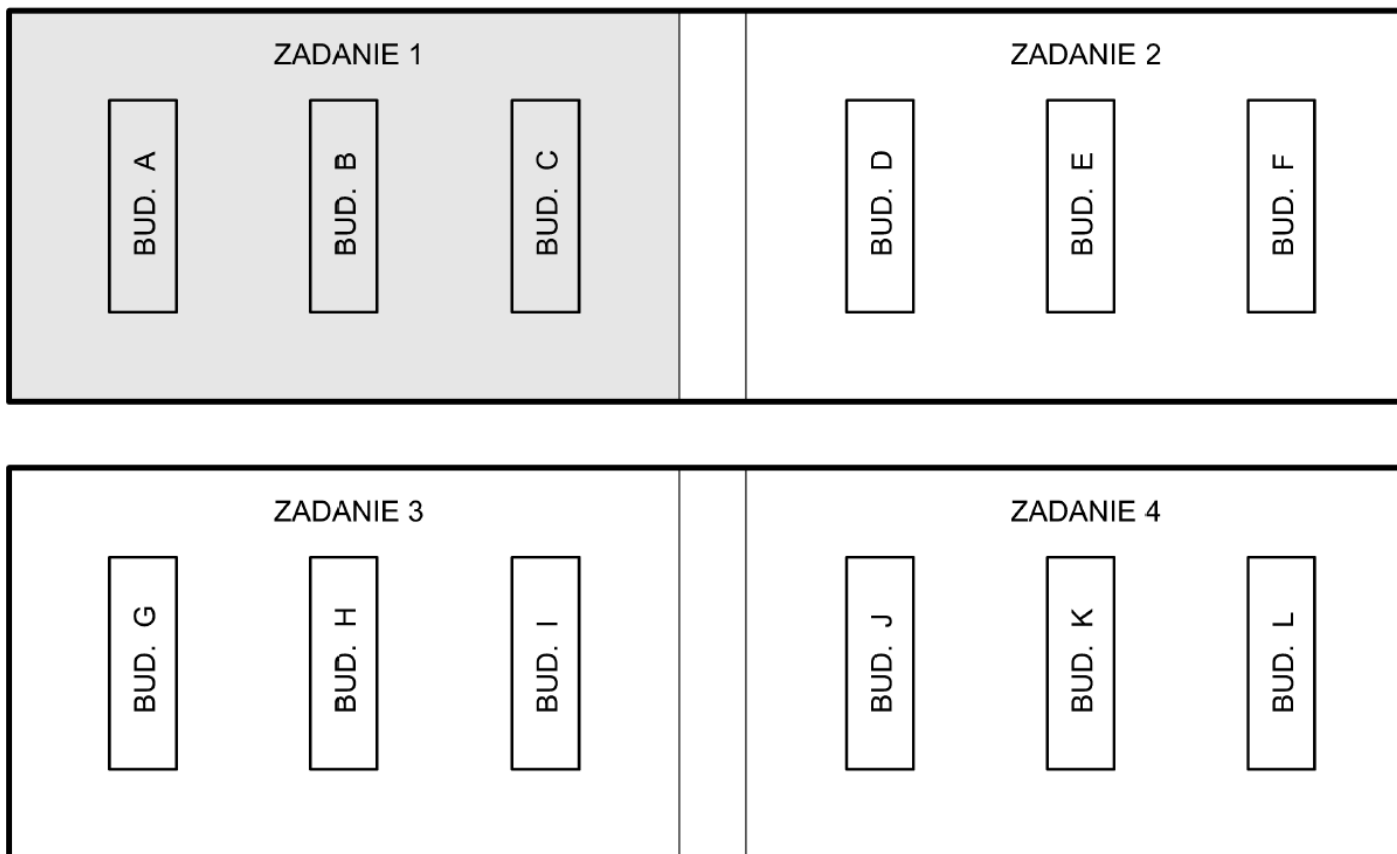 ZADANIE 1
BUD. A
BUD. B
BUD. C
ZADANIE 2
BUD. D
BUD. E
BUD. F
ZADANIE 3
BUD. G
BUD. H
BUD. I
ZADANIE 4
BUD. J
BUD. K
BUD. L